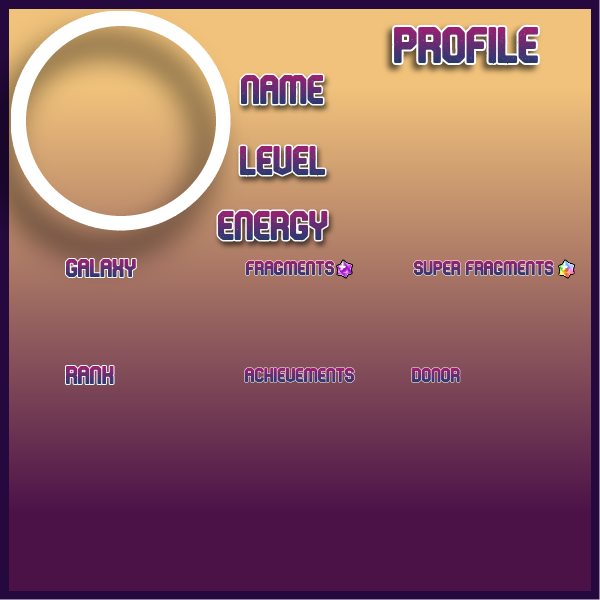 PROFILE
NAME
LEVEL
ENERGY
GALAXY
FRAGMENTS
SUPER FRAGMENTS
RANK
ACHIEVEMENTS
DONOR